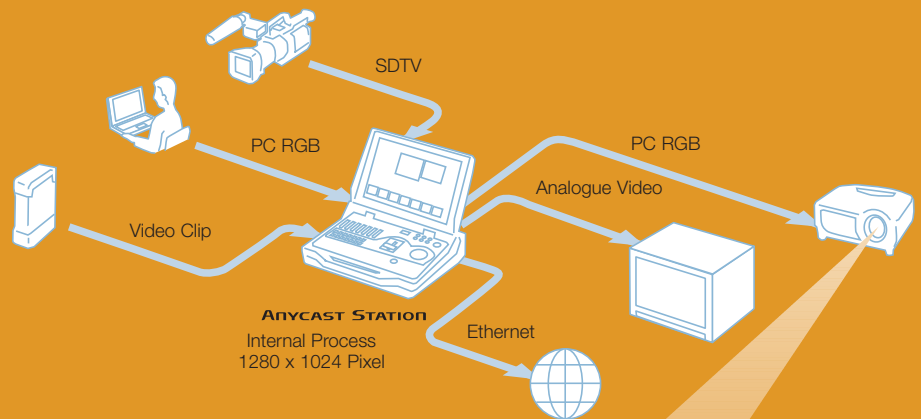 SDTV
PC RGB
PC RGB
Analogue Video
Video Clip
ANYCAST STATION
Internal Process
1280 x 1024 Pixel
Ethernet